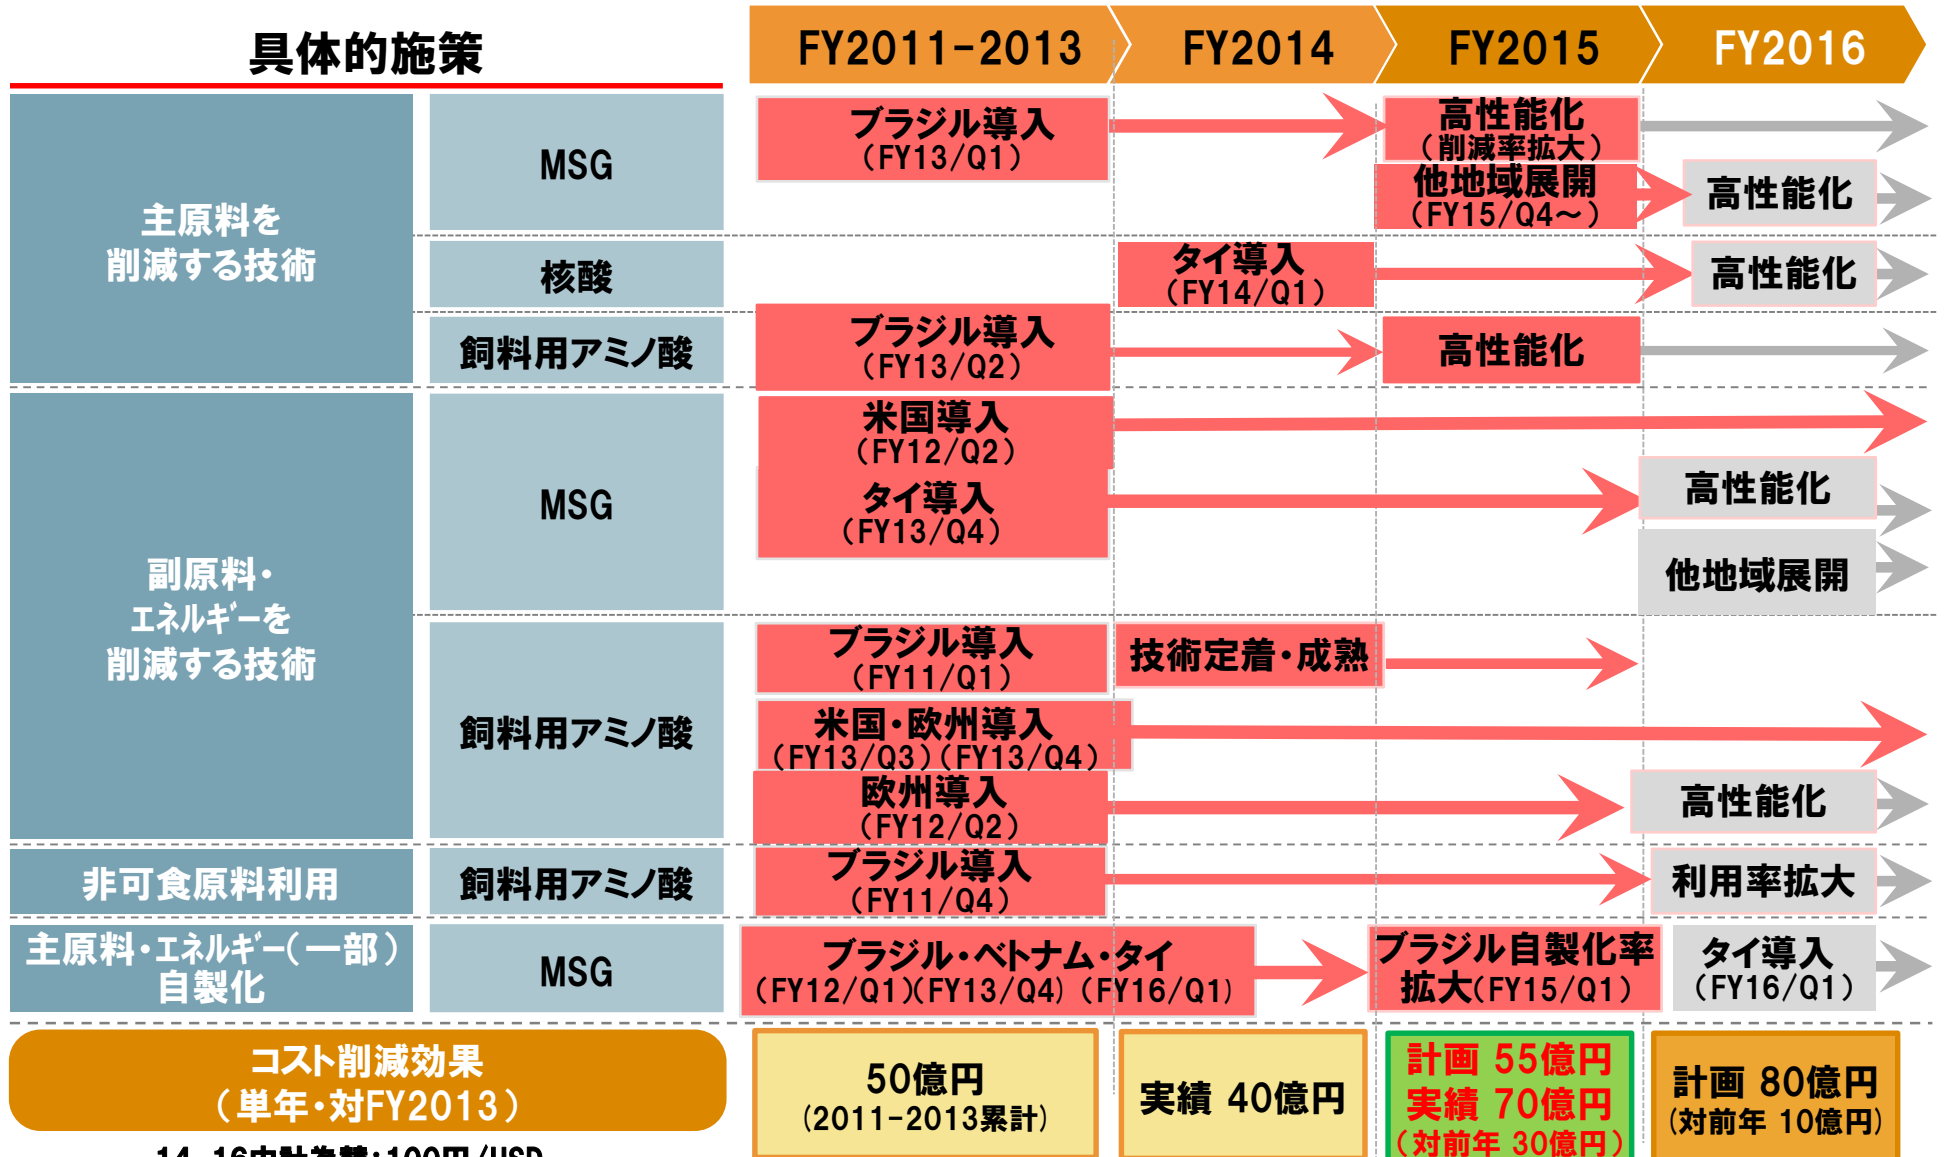 具体的施策
FY2011-2013
FY2014
FY2015
FY2016
主原料を
削減する技術
MSG
ブラジル導入
(FY13/Q1)
高性能化
(削減率拡大)
他地域展開
(FY15/Q4～)
高性能化
核酸
タイ導入
(FY14/Q1)
高性能化
飼料用アミノ酸
ブラジル導入
(FY13/Q2)
高性能化
副原料・
エネルギーを
削減する技術
MSG
米国導入
(FY12/Q2)
タイ導入
(FY13/Q4)
高性能化
他地域展開
飼料用アミノ酸
ブラジル導入
(FY11/Q1)
技術定着・成熟
米国・欧州導入
(FY13/Q3)(FY13/Q4)
欧州導入
(FY12/Q2)
高性能化
非可食原料利用
飼料用アミノ酸
ブラジル導入
(FY11/Q4)
利用率拡大
主原料・エネルギー(一部)
自製化
MSG
ブラジル・ベトナム・タイ
(FY12/Q1)(FY13/Q4) (FY16/Q1)
ブラジル自製化率
拡大(FY15/Q1)
タイ導入
(FY16/Q1)
コスト削減効果
(単年・対FY2013)
50億円
(2011-2013累計)
実績 40億円
計画 55億円
実績 70億円
(対前年 30億円)
計画 80億円
(対前年 10億円)
14-16中計為替：100円/USD